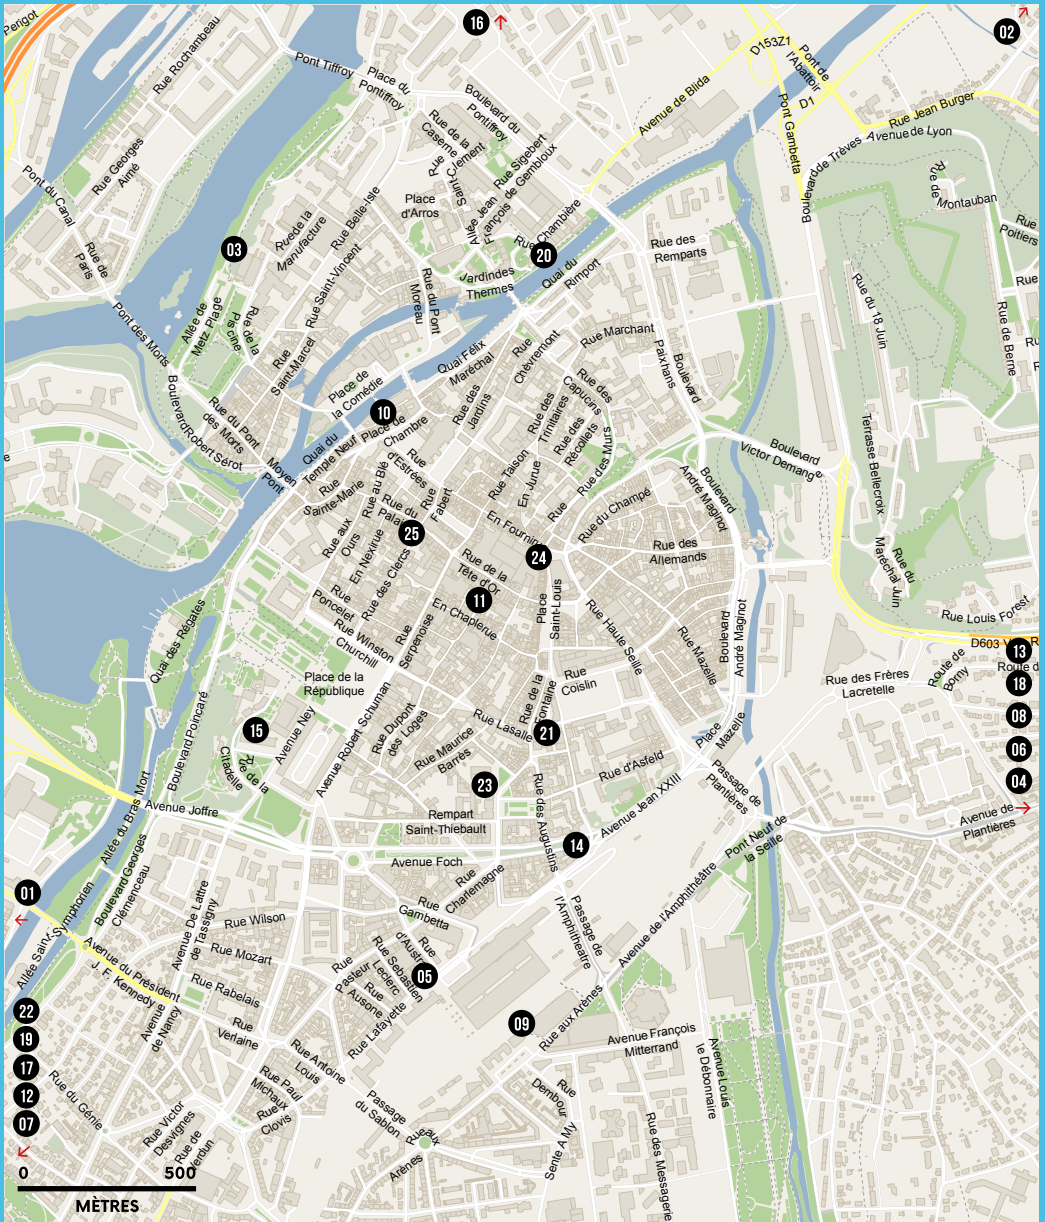 16
02
Perigot
Rue Rochambeau
Pont Tiffroy
Place du
Pontiffroy
D153Z1
Pont de
l'Abattoir
D1
Avenue de Blida
Boulevard du
Pontiffroy
Pont Gambetta
Rue Jean Burger
Avenue de Lyon
Boulevard de Trèves
Rue de la
Caserne
Rue
Saint-Clément
Rue Sigebert
de Gembloux
Rue Georges
Aimé
Pont du Canal
Rue de
Montauban
Rue
Poitiers
Rue
Place
d'Arros
Allée Jean
François
Rue Belle Isle
Rue de la
Manufacture
Rue Chambière
20
03
Rue de
Paris
Rue Saint-Vincent
Rue des
Remparts
Jardin des
Thermes
Quai du
Rimport
Rue du Pont
Moreau
Rue du 18 Juin
Rue de Berne
Allée de
Metz Plage
Rue de la
Piscine
Pont des Morts
Rue
Saint-Marcel
Rue Marchant
Quai Félix
Maréchal
Rue
Chèvremont
Boulevard
Paixhans
Place de
la Comédie
Rue des
Jardins
Rue des
Capucins
Rue des
Trinitaires
Boulevard Robert Sérot
Rue du Pont
des Morts
10
Place de
Chambre
Quai du
Temple Neuf
Rue des
Récollets
Rue des Murs
Terrasse Bellecroix
Moyen
Pont
Rue
Sainte-Marie
Rue au Blé
Rue
d'Estrées
Rue Taison
En Jurue
Boulevard
Victor Demange
Boulevard
André Maginot
Rue
Fabert
Rue du
Palais
25
Rue
Rue du Champé
En Fournirue
24
Rue aux
Ours
En Nexirue
Rue des Clercs
Rue des
Allemands
Rue du
Maréchal Juin
Rue de la
Tête d'Or
11
Place
Saint-Louis
Rue
Poncelet
En Chaplerue
Rue Winston
Churchill
Rue
Serpenoise
Quai des Régates
Rue Haute Seille
Rue Mazelle
Boulevard
André Maginot
Rue Louis Forest
D603
13
Route d
18
08
06
04
Rue des Frères
Lacretelle
Route de
Borny
Place de la
République
Rue
Coislin
Rue de la
Fontaine
Rue Lasalle
21
Avenue Robert Schuman
Rue Dupont
des Loges
Rue Maurice
Barrès
15
Avenue Ney
Rue de la
Citadelle
Boulevard Poincaré
Place
Mazelle
Rue d'Asfeld
Passage de
Plantières
23
Avenue de
Plantières
Avenue Joffre
Rempart
Saint-Thiebault
Rue des Augustins
Avenue Jean XXIII
14
Pont Neuf de
la Seille
Allée du Bras Mort
Boulevard Georges
Clémenceau
Avenue Foch
Rue
Charlemagne
01
Allée Saint-Symphorien
Avenue De Lattre
de Tassigny
Rue Wilson
Rue
Gambetta
Passage de
l'Amphitheatre
Avenue de l'Amphithéâtre
Avenue du Président
J. F. Kennedy
Rue Mozart
Rue
Rue Sebastien
Leclerc
Rue
Pasteur
Rue
Ausone
05
Rue Rabelais
Rue Lafayette
Avenue
de Nancy
Rue
Verlaine
09
Rue aux Arènes
Avenue François
Mitterrand
22
19
17
12
07
Rue Antoine
Louis
Rue Paul
Michaux
Rue
Clovis
Avenue Louis
le Débonnaire
Rue du Génie
Passage
du Sablon
Rue
Dembour
Rue Victor
Desvignes
Rue de
Verdun
Rue aux
Arènes
Sente A My
Rue des Messagerie
0
500
MÈTRES